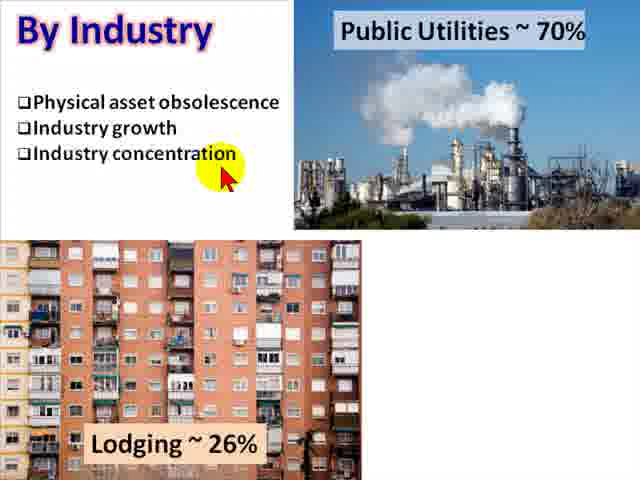 By Industry
Public Utilities ~ 70%
❑Physical asset obsolescence
❑Industry growth
❑Industry concentration
Lodging ~ 26%